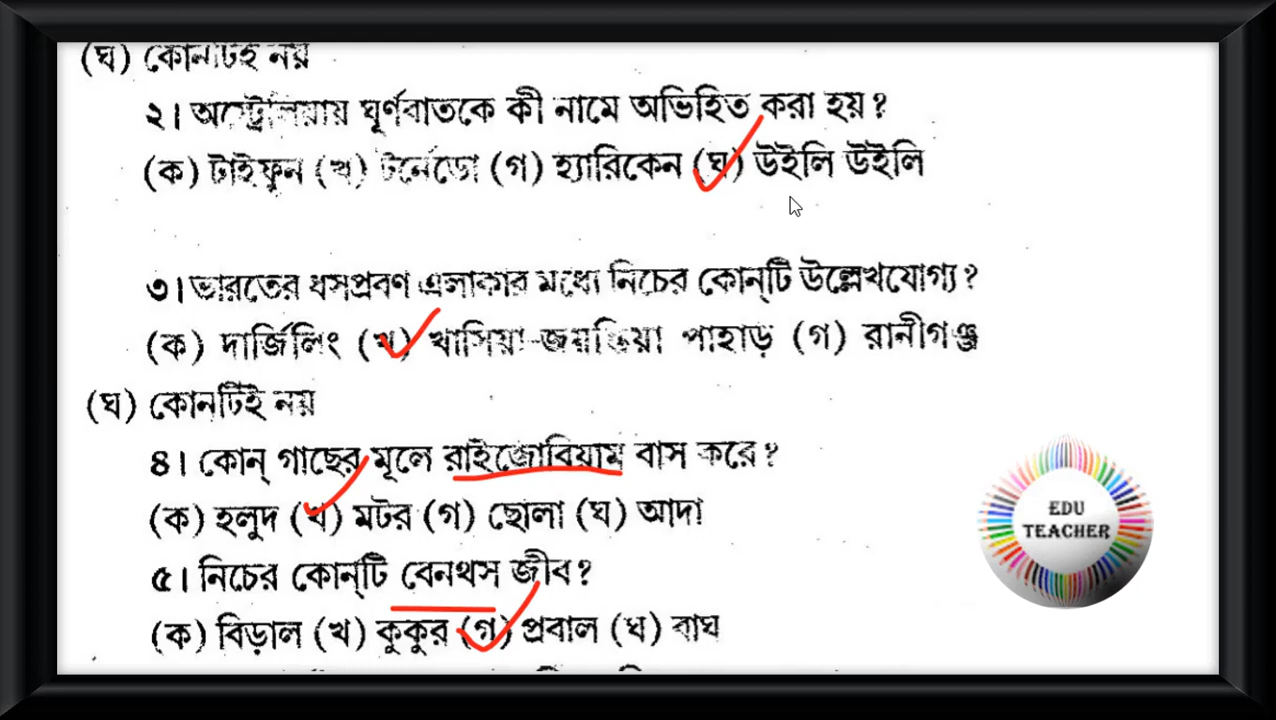 (ঘ) কোনটিই নয়
২। অস্ট্রেলিয়ায় ঘূর্ণবাতকে কী নামে অভিহিত করা হয়?
(ক) টাইফুন (খ) টর্নেডো (গ) হ্যারিকেন (ঘ) উইলি উইলি
৩। ভারতের ধসপ্রবণ এলাকার মধ্যে নিচের কোন্‌টি উল্লেখযোগ্য?
(ক) দার্জিলিং (খ) খাসিয়া-জয়ন্তিয়া পাহাড় (গ) রানীগঞ্জ
(ঘ) কোনটিই নয়
৪। কোন্ গাছের মূলে রাইজোবিয়াম বাস করে?
(ক) হলুদ (খ) মটর (গ) ছোলা (ঘ) আদা
৫। নিচের কোন্‌টি বেনথস জীব?
(ক) বিড়াল (খ) কুকুর (গ) প্রবাল (ঘ) বাঘ
EDU
TEACHER